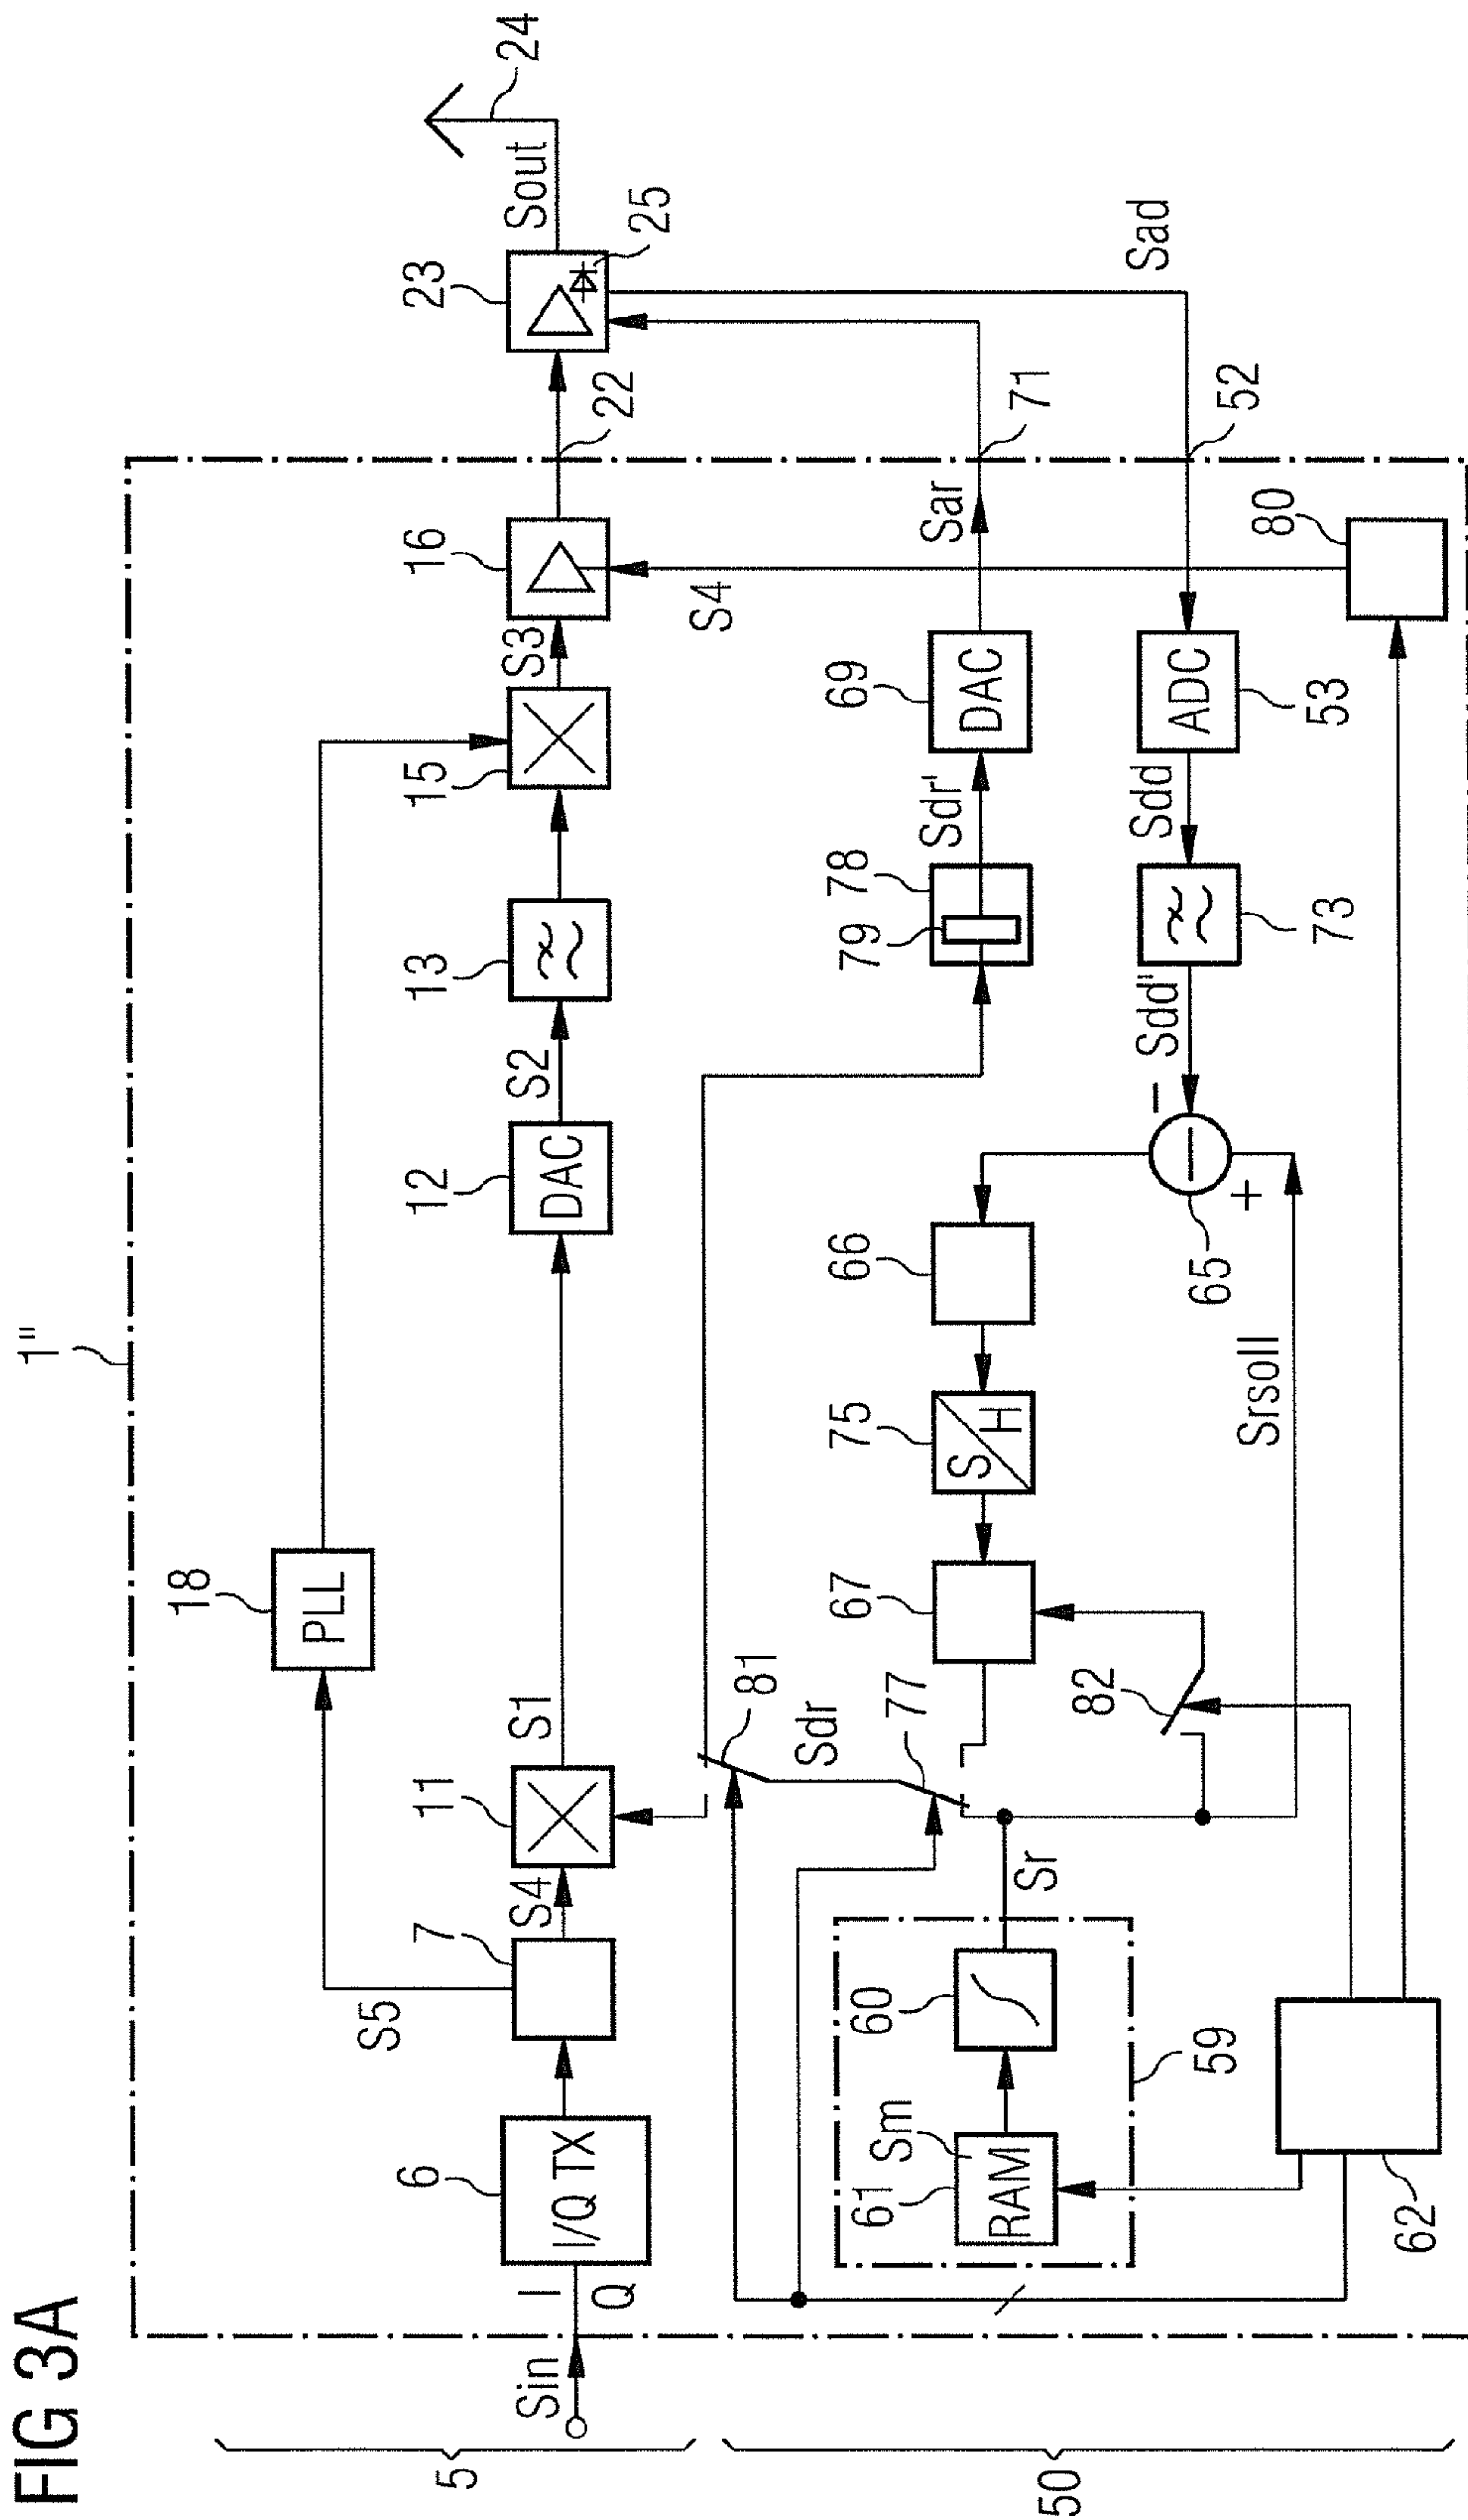 FIG 3A
1"
18
PLL
S5
5
Sin
I
Q
6
I/Q TX
7
S4
11
S1
12
DAC
S2
13
15
S3
16
22
23
25
Sout
24
S4
81
Sdr
77
78
79
Sdr'
69
DAC
Sar
71
Sad
52
67
75
S/H
66
65
+
−
Sdd'
73
Sdd
ADC
53
80
82
Srsoll
Sr
60
61
Sm
RAM
59
62
50